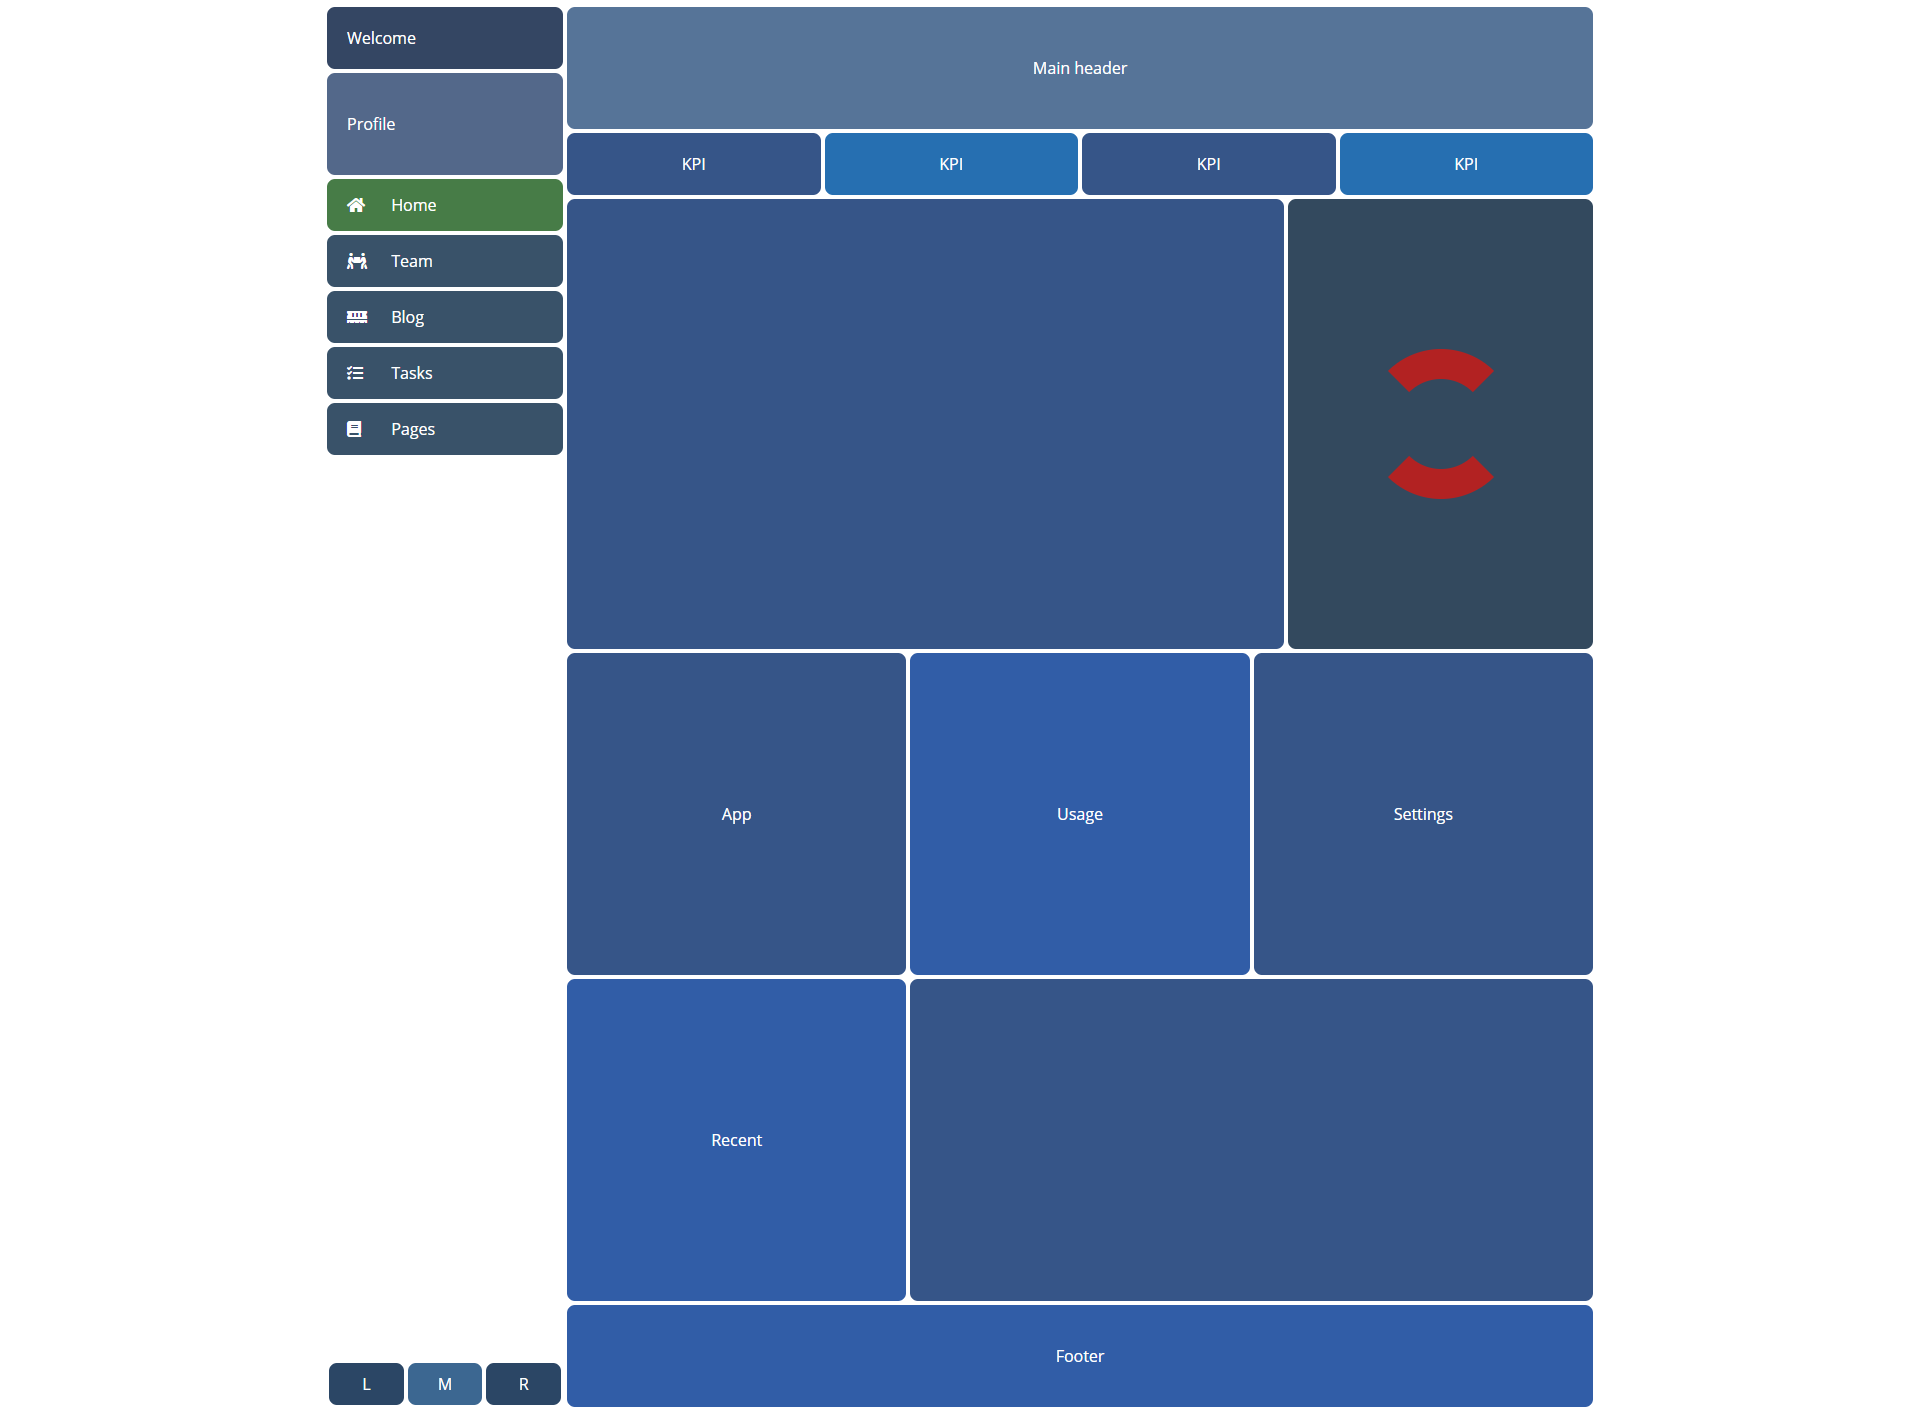 Welcome
Profile
Home
Team
Blog
Tasks
Pages
L
M
R
Main header
KPI
KPI
KPI
KPI
App
Usage
Settings
Recent
Footer